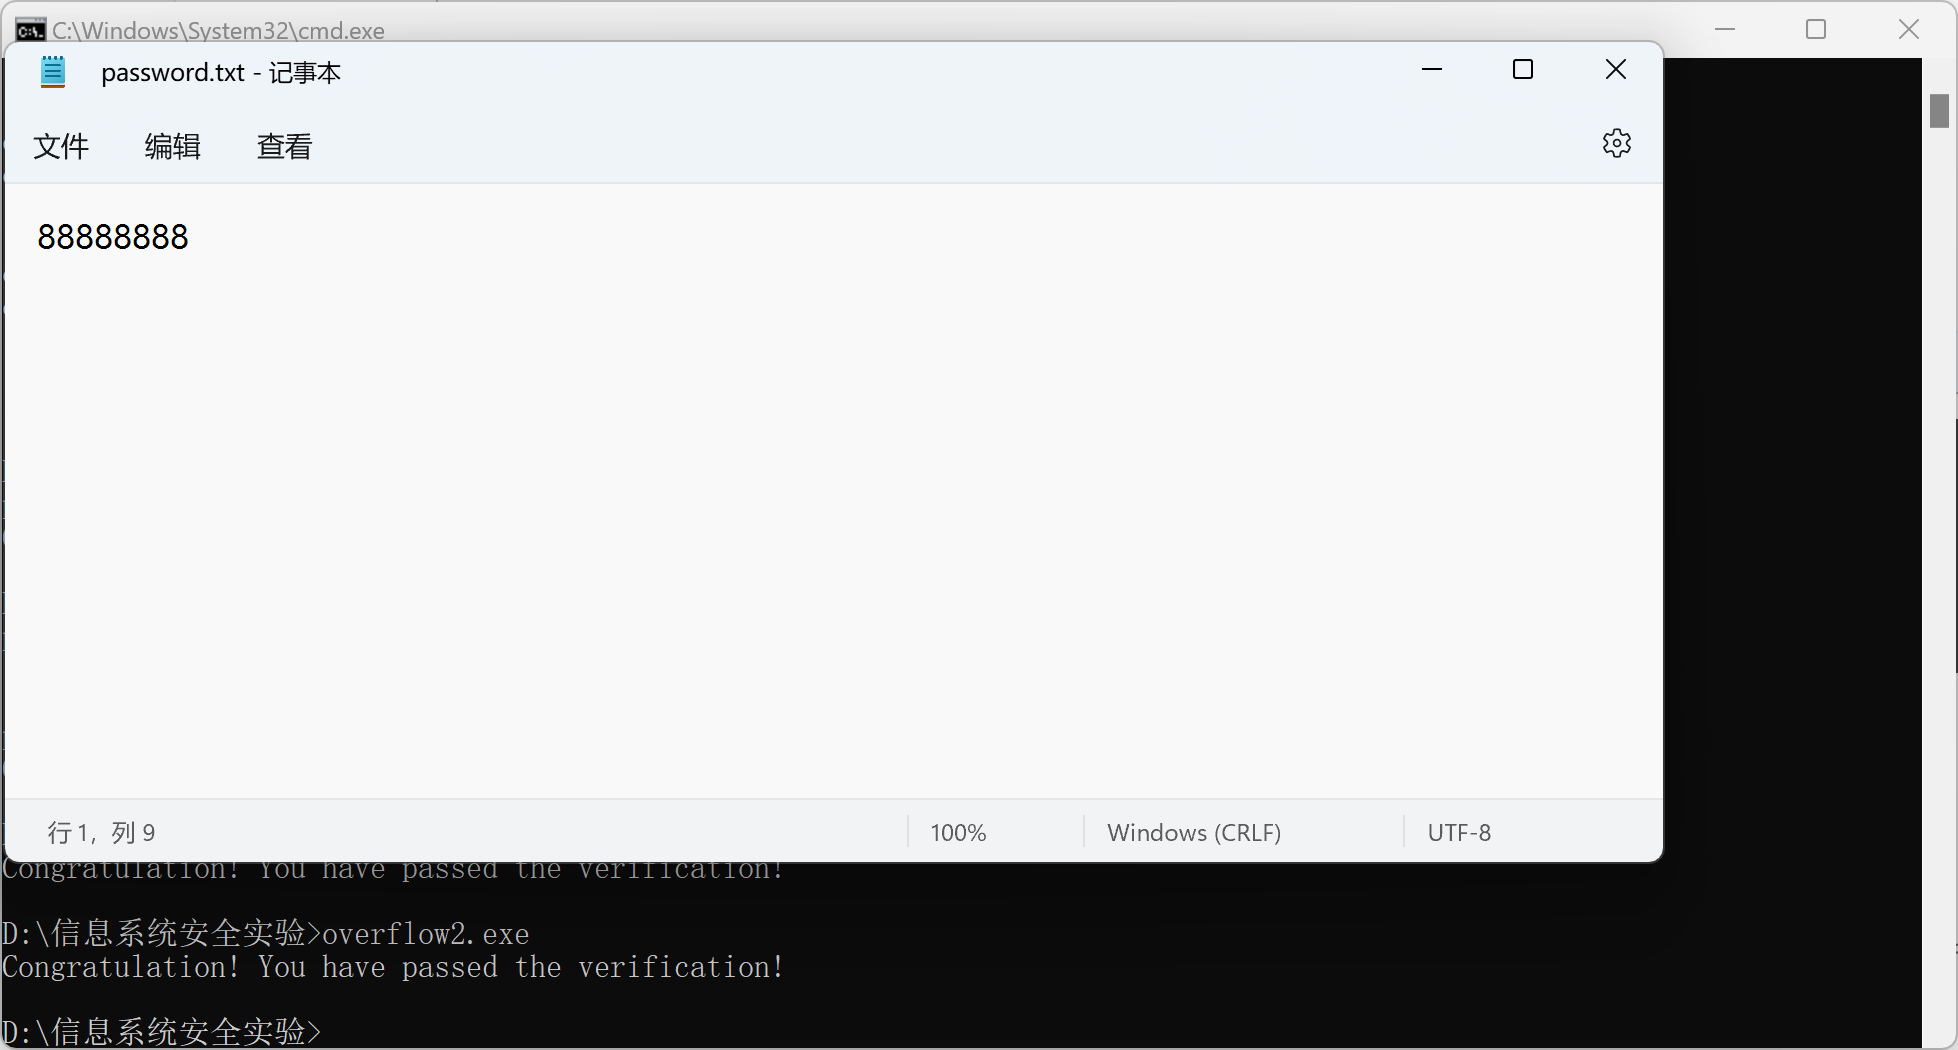 C:\Windows\System32\cmd.exe
password.txt - 记事本
文件 编辑 查看
88888888
行 1，列 9 100% Windows (CRLF) UTF-8
Congratulation! You have passed the verification!
D:\信息系统安全实验>overflow2.exe
Congratulation! You have passed the verification!
D:\信息系统安全实验>